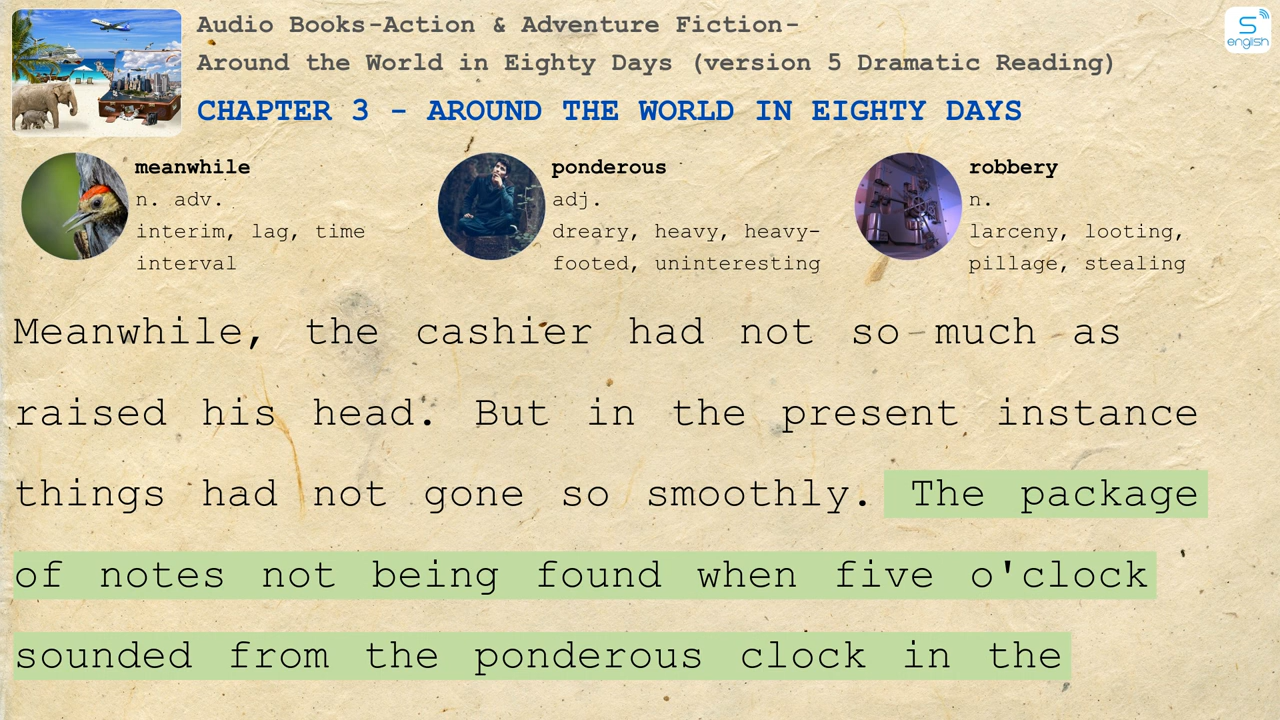 Audio Books-Action & Adventure Fiction-
Around the World in Eighty Days (version 5 Dramatic Reading)
CHAPTER 3 - AROUND THE WORLD IN EIGHTY DAYS
S
english
meanwhile
n. adv.
interim, lag, time
interval
ponderous
adj.
dreary, heavy, heavy-
footed, uninteresting
robbery
n.
larceny, looting,
pillage, stealing
Meanwhile, the cashier had not so much as
raised his head. But in the present instance
things had not gone so smoothly. The package
of notes not being found when five o'clock
sounded from the ponderous clock in the